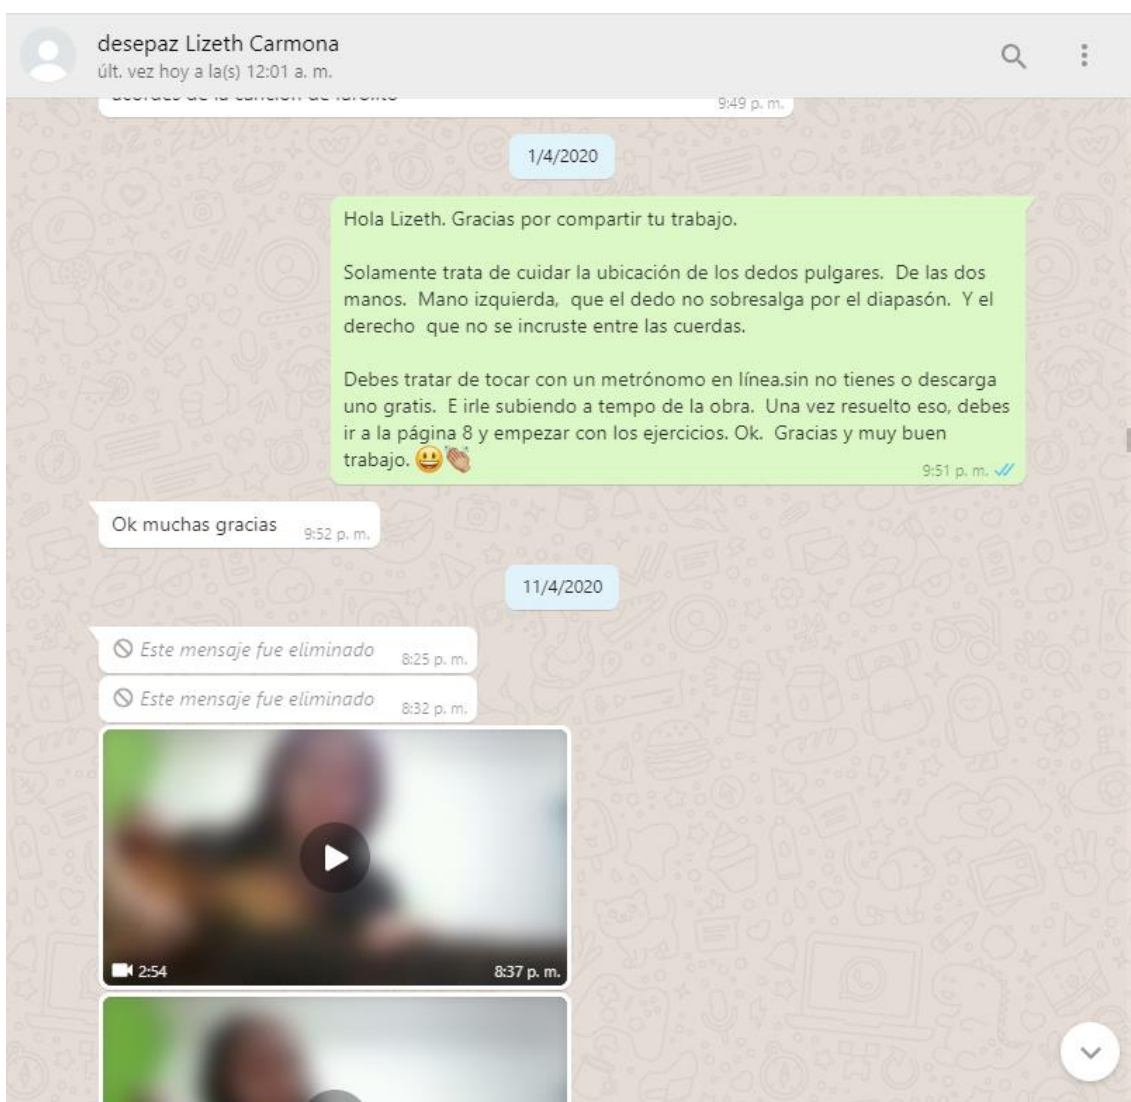 desepaz Lizeth Carmona
últ. vez hoy a la(s) 12:01 a. m.
acordes de la canción de farolito
9:49 p. m.
1/4/2020
Hola Lizeth. Gracias por compartir tu trabajo.
Solamente trata de cuidar la ubicación de los dedos pulgares.  De las dos
manos.  Mano izquierda,  que el dedo no sobresalga por el diapasón.  Y el
derecho  que no se incruste entre las cuerdas.
Debes tratar de tocar con un metrónomo en línea.sin no tienes o descarga
uno gratis.  E irle subiendo a tempo de la obra.  Una vez resuelto eso, debes
ir a la página 8 y empezar con los ejercicios. Ok.  Gracias y muy buen
trabajo. 😃👏🏽
9:51 p. m.
Ok muchas gracias
9:52 p. m.
11/4/2020
Este mensaje fue eliminado
8:25 p. m.
Este mensaje fue eliminado
8:32 p. m.
2:54
8:37 p. m.